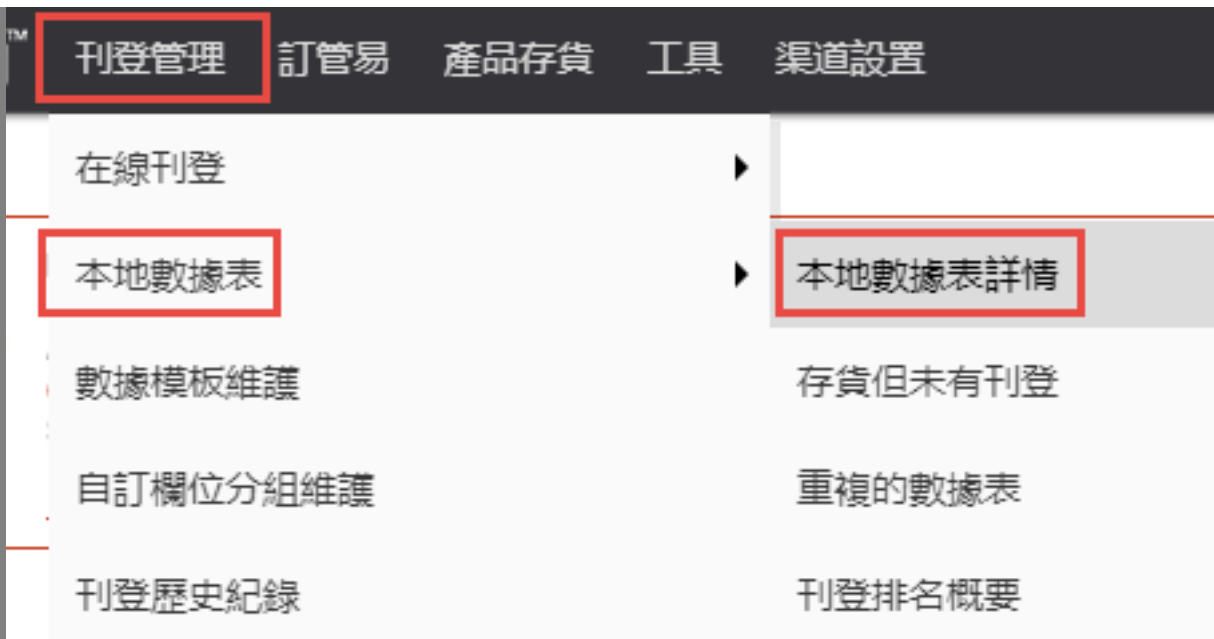 ™ 刊登管理 訂管易 產品存貨 工具 渠道設置
在線刊登
本地數據表 本地數據表詳情
數據模板維護 存貨但未有刊登
自訂欄位分組維護 重複的數據表
刊登歷史紀錄 刊登排名概要